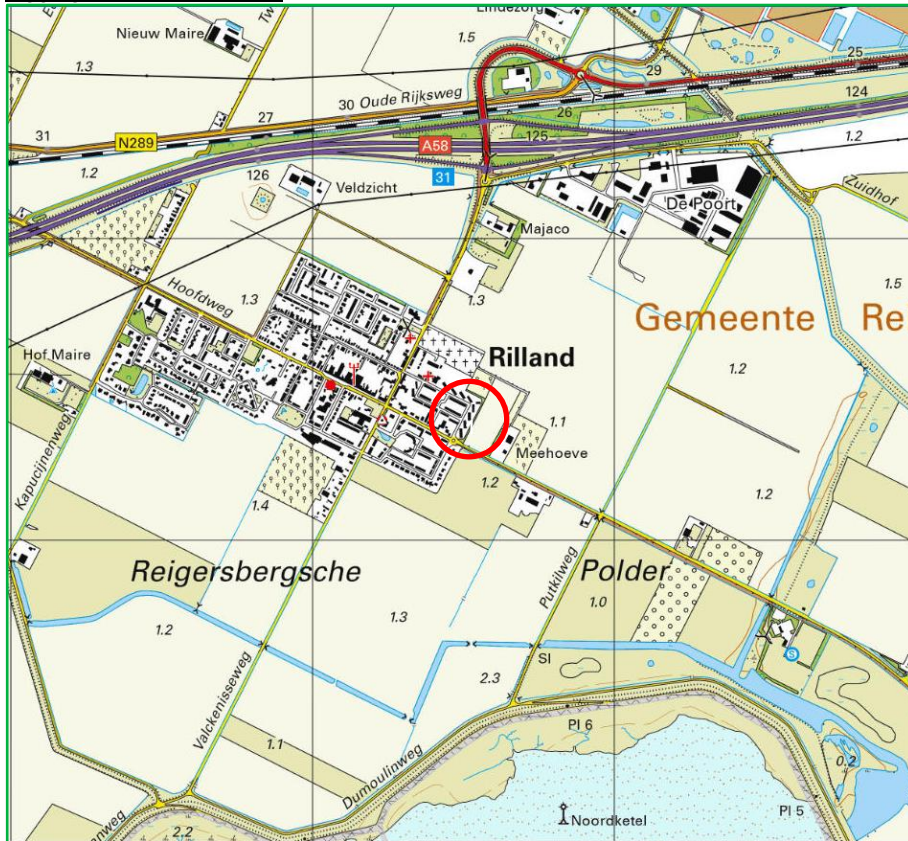 Nieuw Maire
1.5
1.3
29
25
30 Oude Rijksweg
26
124
31
27
N289
A58
125
1.2
1.2
126
Veldzicht
31
De Poort
Zuidhof
Majaco
1.3
1.3
1.5
Hoofdweg
Gemeente Re
Hof Maire
Rilland
1.2
1.1
Kapucijnenweg
Meehoeve
1.2
1.4
1.2
Reigersbergsche
Putkilweg
Polder
1.0
1.2
1.3
Valckenisseweg
SI
S
2.3
1.1
Dumoulinweg
Pl 6
0.2
Pl 5
Noordketel
2.2